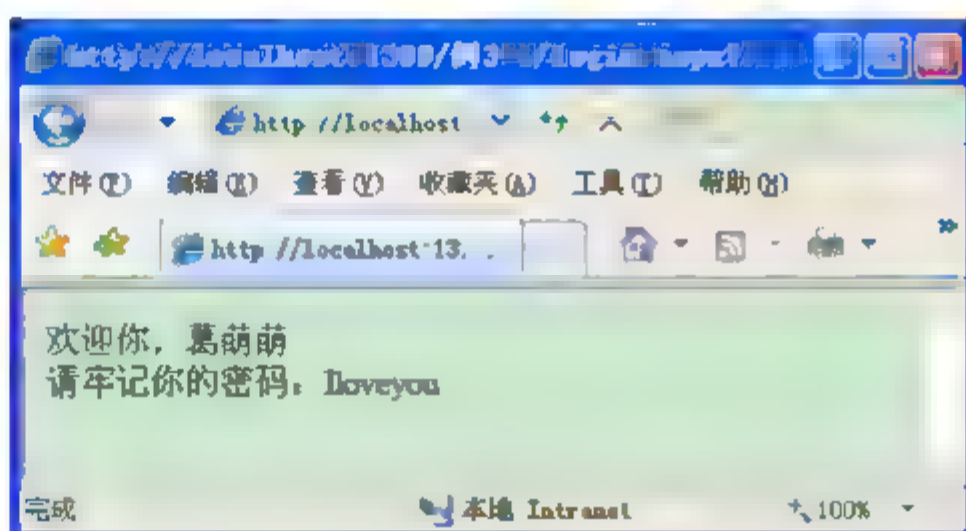 http //localhost
文件(F) 编辑(E) 查看(V) 收藏夹(A) 工具(T) 帮助(H)
http //localhost:13. .
欢迎你，葛萌萌
请牢记你的密码：Iloveyou
完成 本地 Intranet 100%